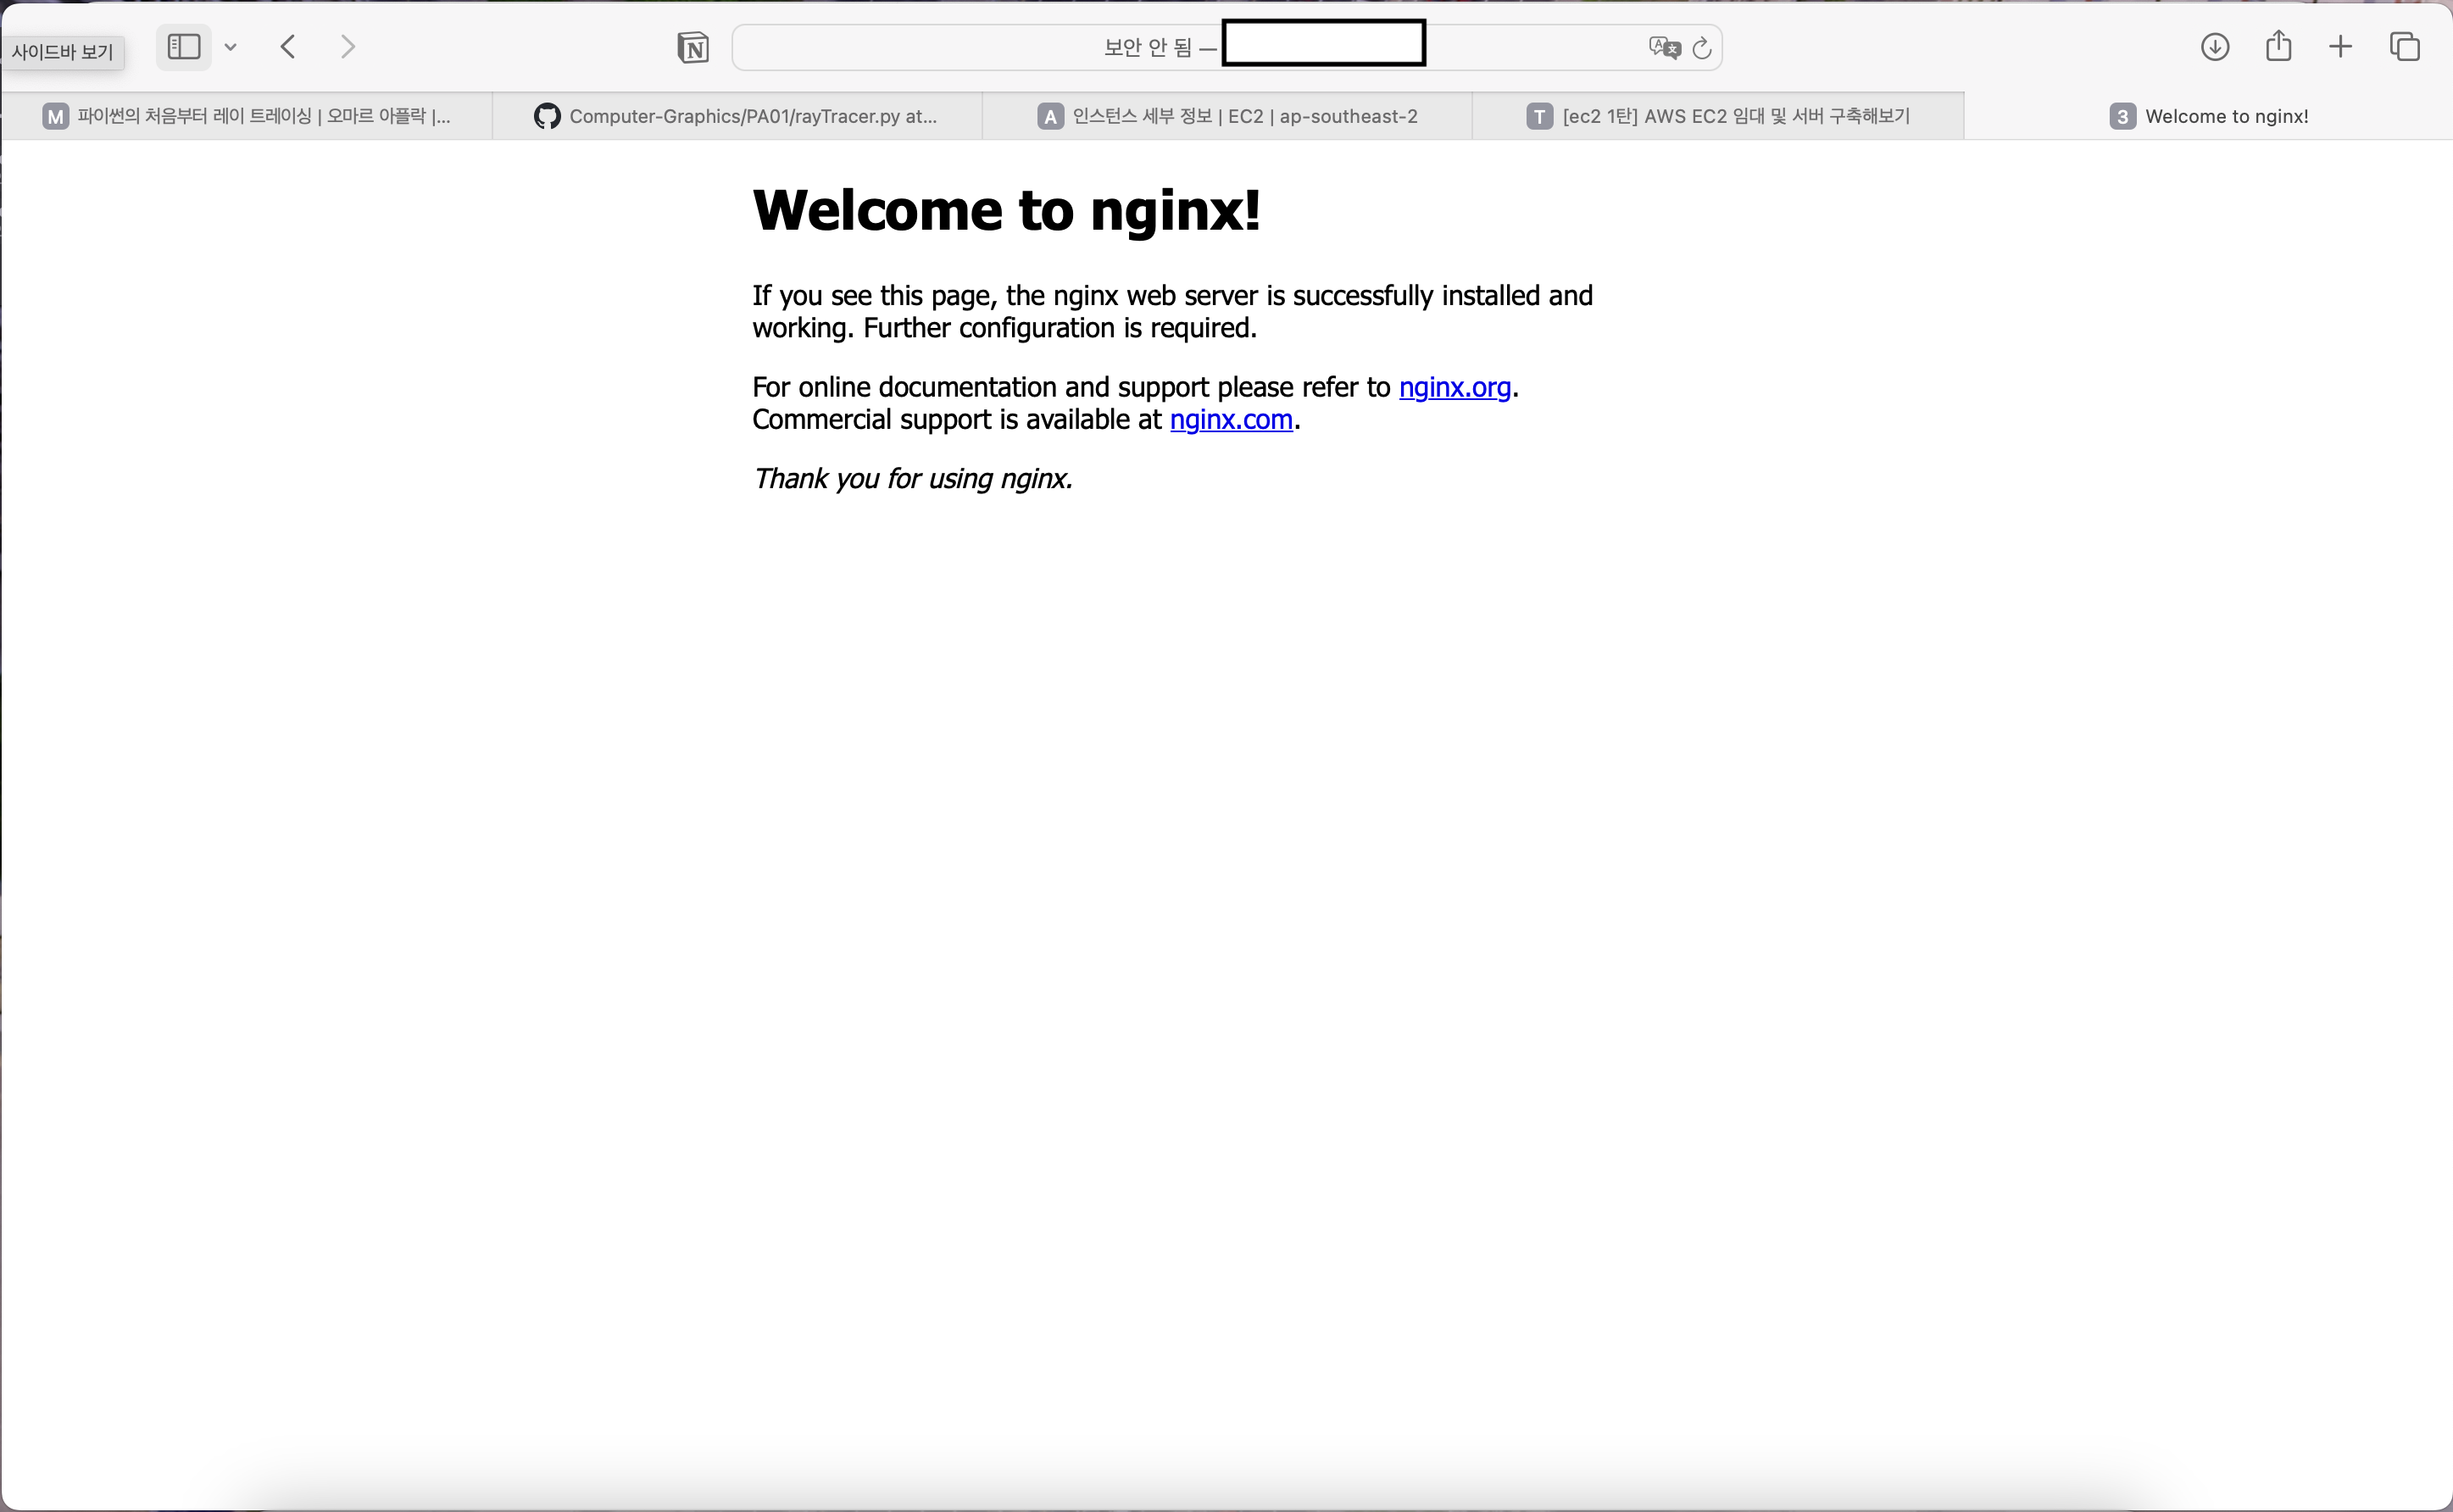 사이드바 보기
보안 안 됨 —
M 파이썬의 처음부터 레이 트레이싱 | 오마르 아플락 |...
Computer-Graphics/PA01/rayTracer.py at...
A 인스턴스 세부 정보 | EC2 | ap-southeast-2
T [ec2 1탄] AWS EC2 임대 및 서버 구축해보기
3 Welcome to nginx!
Welcome to nginx!
If you see this page, the nginx web server is successfully installed and
working. Further configuration is required.
For online documentation and support please refer to nginx.org.
Commercial support is available at nginx.com.
Thank you for using nginx.